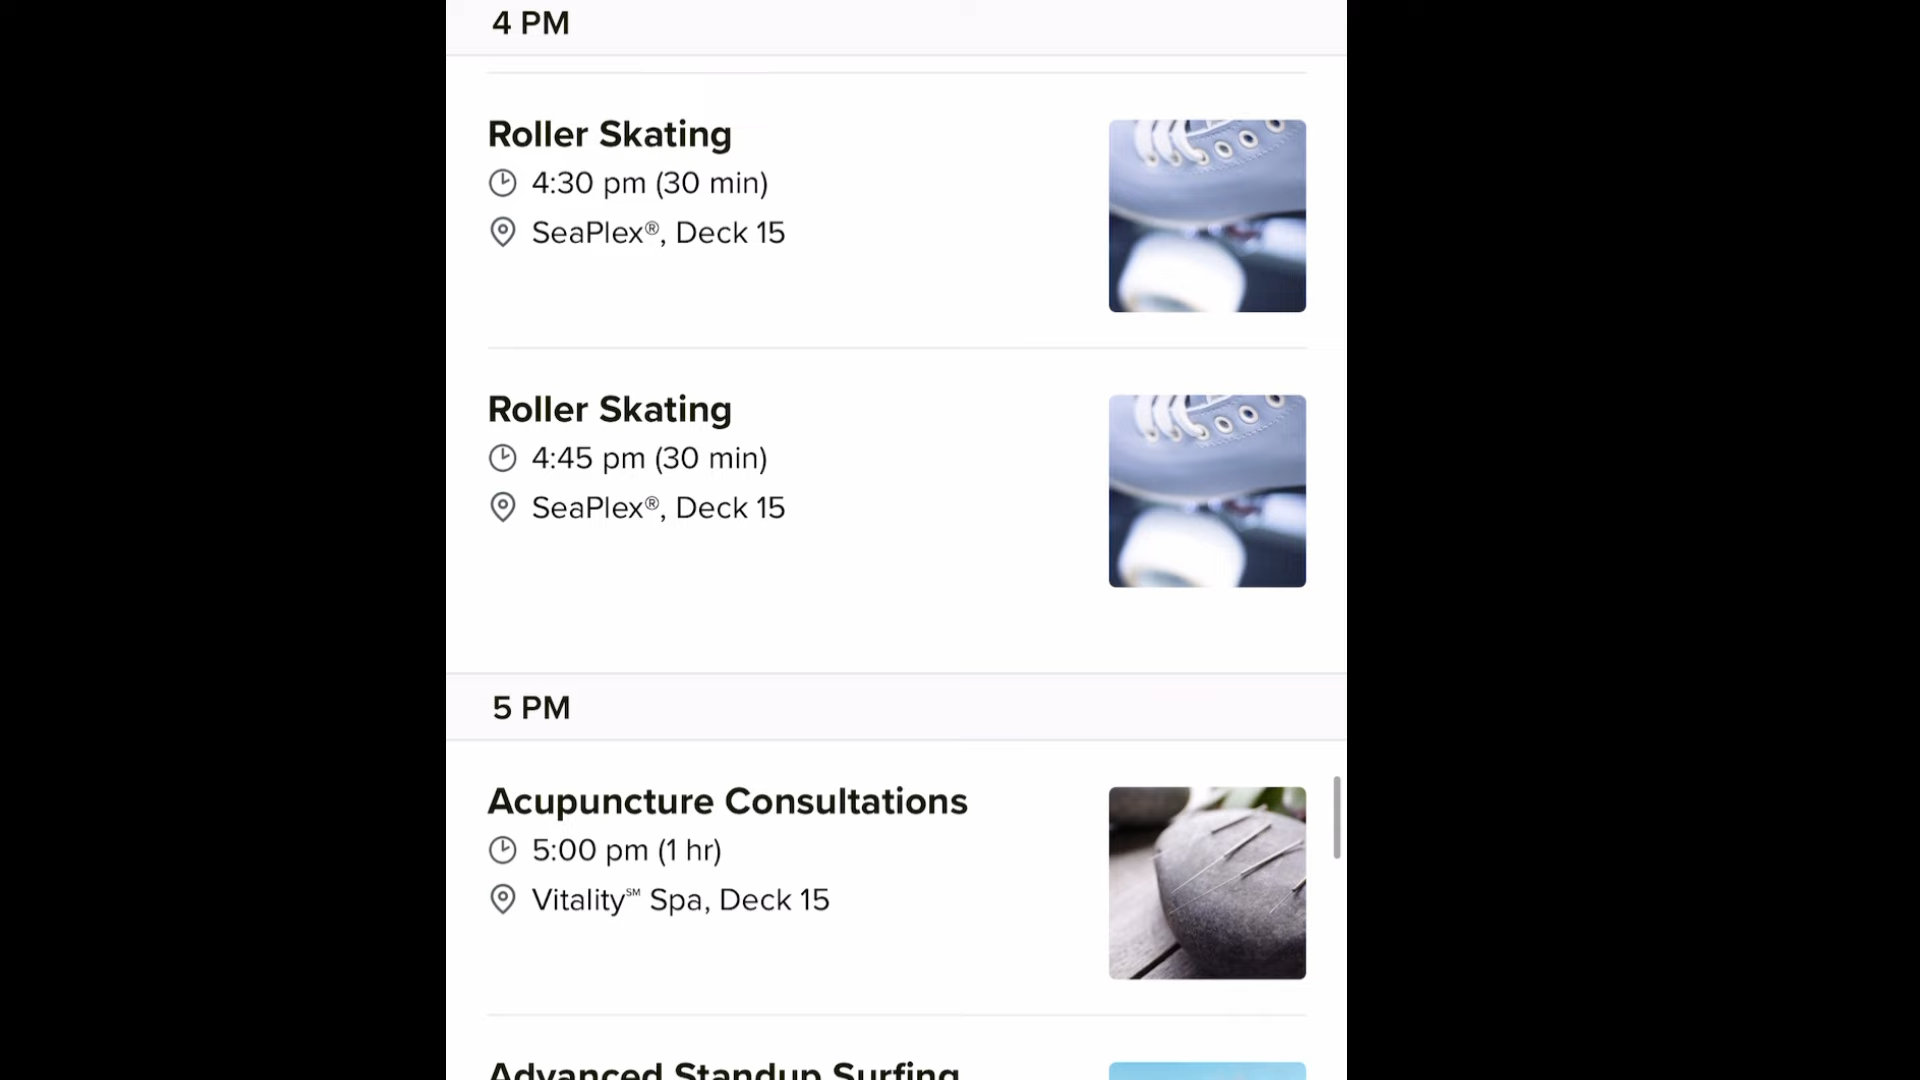 4 PM
Roller Skating
4:30 pm (30 min)
SeaPlex®, Deck 15
Roller Skating
4:45 pm (30 min)
SeaPlex®, Deck 15
5 PM
Acupuncture Consultations
5:00 pm (1 hr)
Vitality℠ Spa, Deck 15
Advanced Standup Surfing